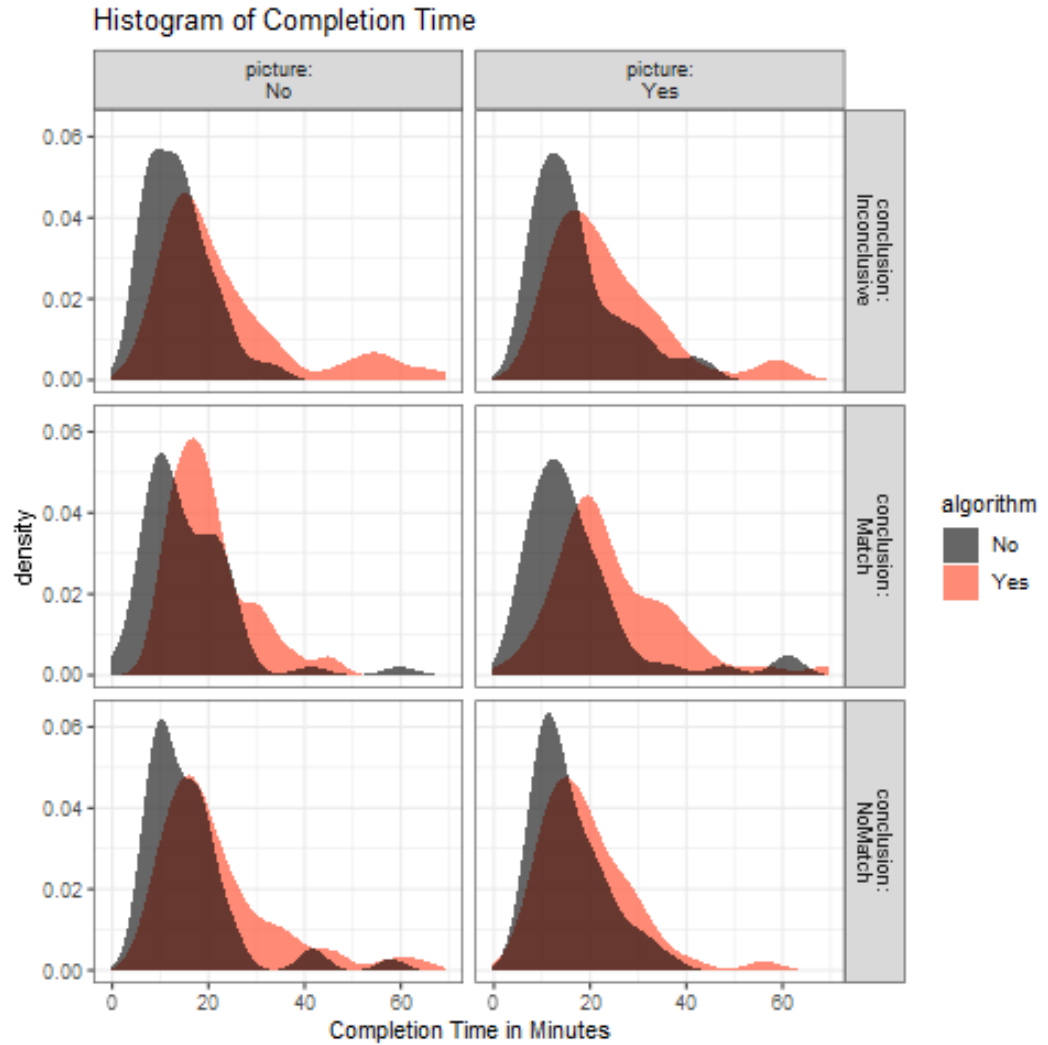 Histogram of Completion Time
picture:
No
picture:
Yes
0.06
0.04
0.02
0.00
conclusion:
Inconclusive
0.06
0.04
0.02
0.00
conclusion:
Match
density
algorithm
No
Yes
0.06
0.04
0.02
0.00
conclusion:
NoMatch
0 20 40 60 0 20 40 60
Completion Time in Minutes